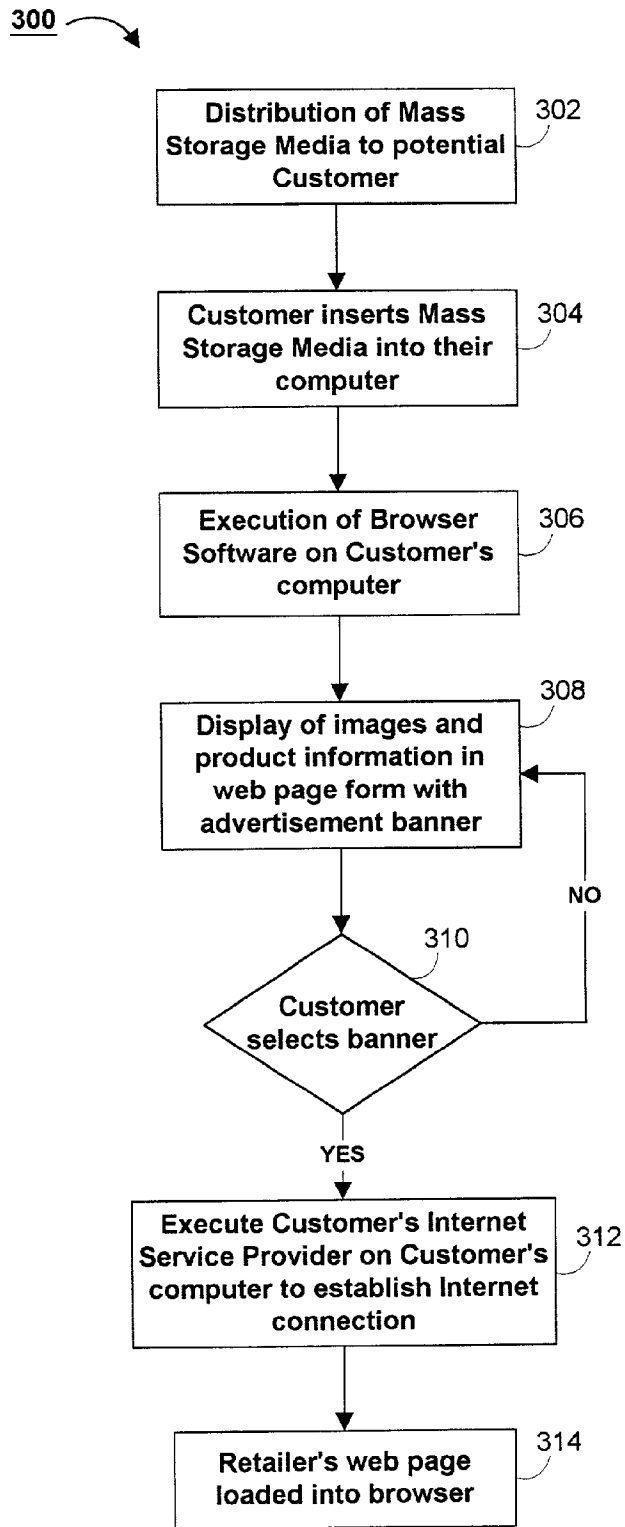 300
Distribution of Mass
Storage Media to potential
Customer
302
Customer inserts Mass
Storage Media into their
computer
304
Execution of Browser
Software on Customer's
computer
306
308
Display of images and
product information in
web page form with
advertisement banner
NO
310
Customer
selects banner
YES
Execute Customer's Internet
Service Provider on Customer's
computer to establish Internet
connection
312
Retailer's web page
loaded into browser
314